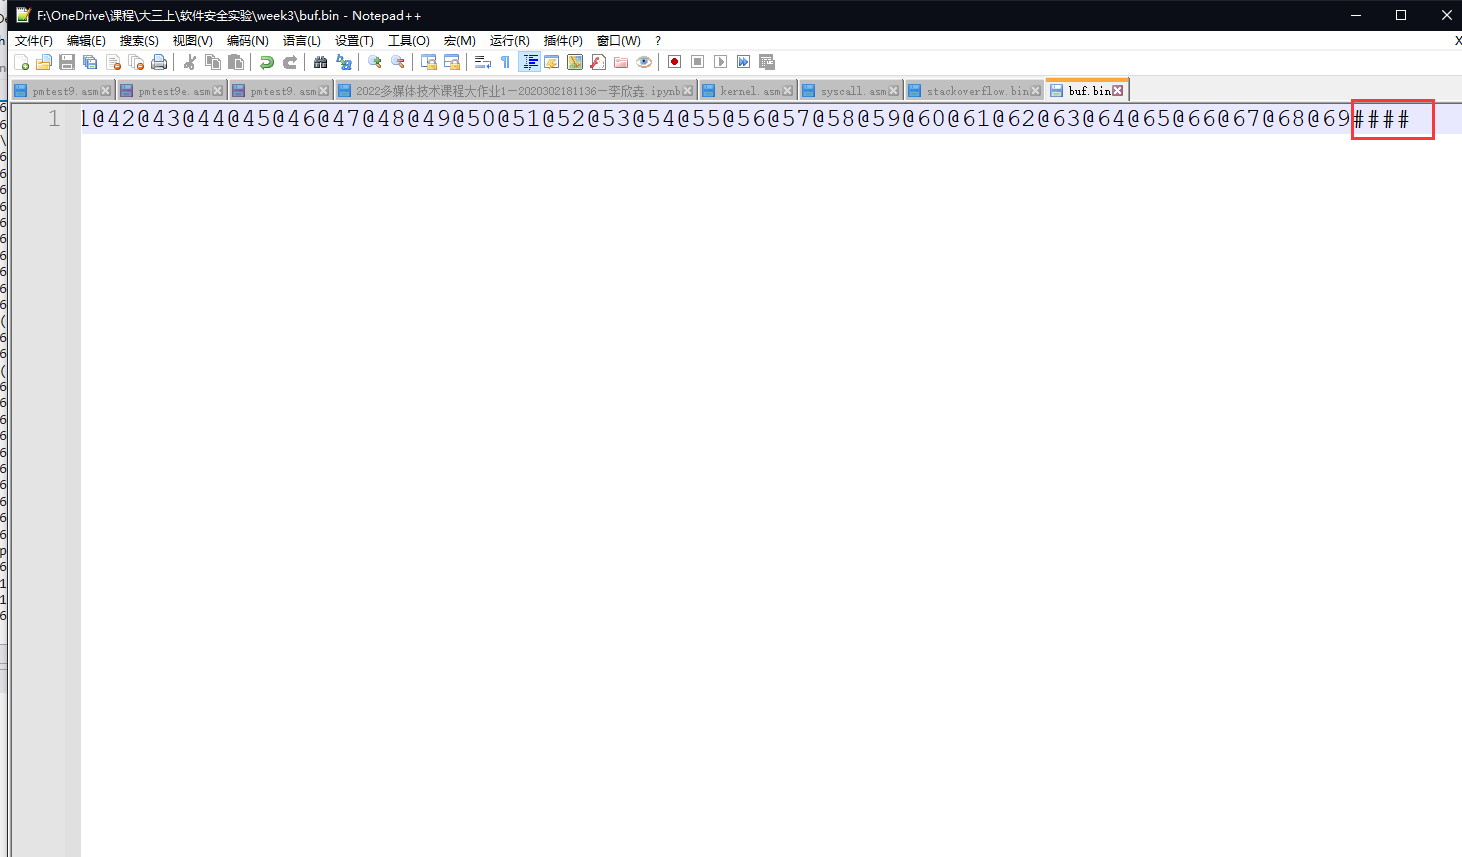 F:\OneDrive\课程\大三上\软件安全实验\week3\buf.bin - Notepad++
文件(F) 编辑(E) 搜索(S) 视图(V) 编码(N) 语言(L) 设置(T) 工具(O) 宏(M) 运行(R) 插件(P) 窗口(W) ? X
pmtest9.asm pmtest9e.asm pmtest9.asm 2022多媒体技术课程大作业1—2020302181136—李欣垚.ipynb kernel.asm syscall.asm stackoverflow.bin buf.bin
1 1@42@43@44@45@46@47@48@49@50@51@52@53@54@55@56@57@58@59@60@61@62@63@64@65@66@67@68@69####